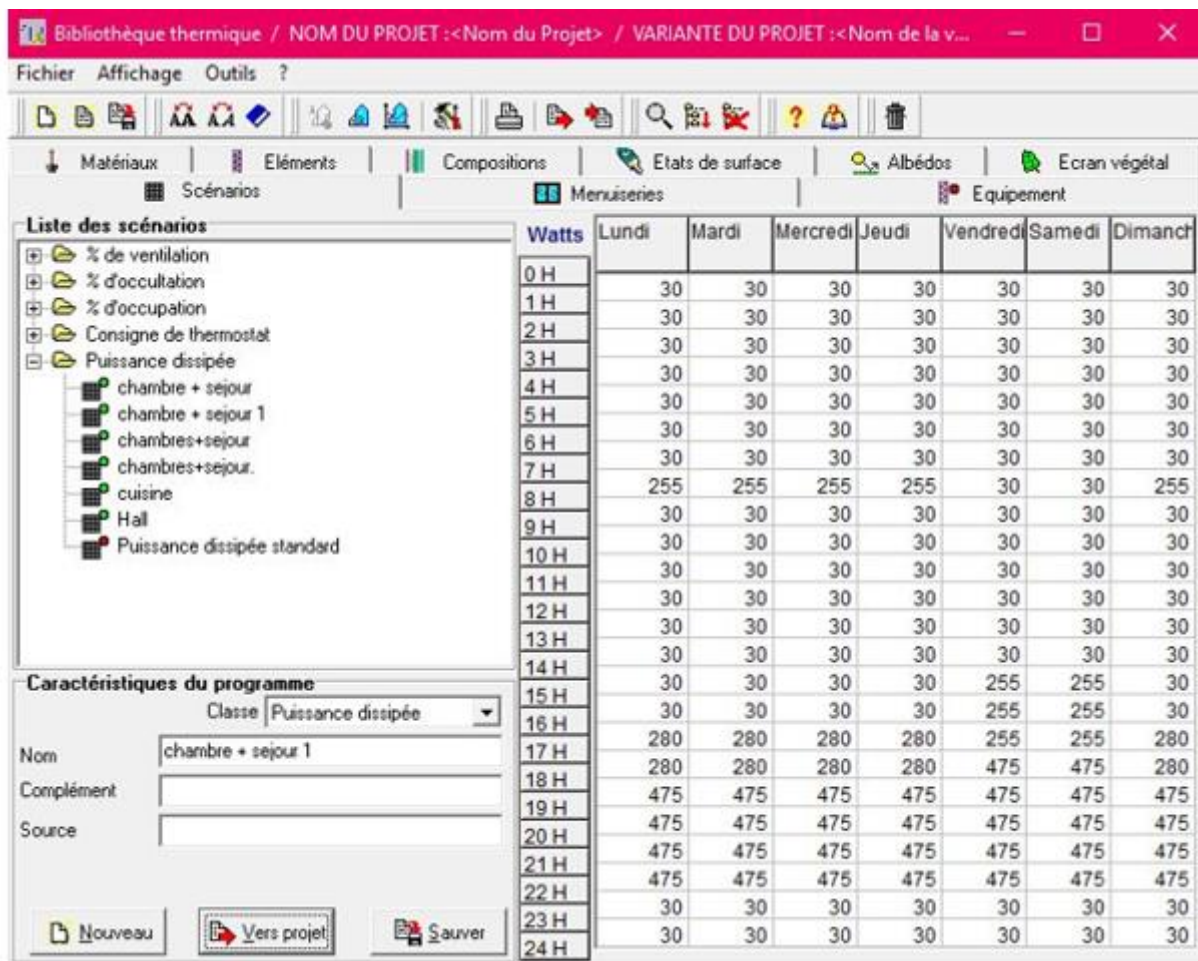 Bibliothèque thermique / NOM DU PROJET :<Nom du Projet> / VARIANTE DU PROJET :<Nom de la v...
Fichier Affichage Outils ?
Matériaux Eléments Compositions Etats de surface Albédos Ecran végétal
Scénarios Menuiseries Equipement
Liste des scénarios
% de ventilation
% d'occultation
% d'occupation
Consigne de thermostat
Puissance dissipée
chambre + sejour
chambre + sejour 1
chambres+sejour
chambres+sejour.
cuisine
Hall
Puissance dissipée standard
Caractéristiques du programme
Classe Puissance dissipée
Nom chambre + sejour 1
Complément
Source
Nouveau Vers projet Sauver
Watts Lundi Mardi Mercredi Jeudi Vendredi Samedi Dimanch
0 H
30 30 30 30 30 30 30
1 H
30 30 30 30 30 30 30
2 H
30 30 30 30 30 30 30
3 H
30 30 30 30 30 30 30
4 H
30 30 30 30 30 30 30
5 H
30 30 30 30 30 30 30
6 H
30 30 30 30 30 30 30
7 H
255 255 255 255 30 30 255
8 H
30 30 30 30 30 30 30
9 H
30 30 30 30 30 30 30
10 H
30 30 30 30 30 30 30
11 H
30 30 30 30 30 30 30
12 H
30 30 30 30 30 30 30
13 H
30 30 30 30 30 30 30
14 H
30 30 30 30 255 255 30
15 H
30 30 30 30 255 255 30
16 H
280 280 280 280 255 255 280
17 H
280 280 280 280 475 475 280
18 H
475 475 475 475 475 475 475
19 H
475 475 475 475 475 475 475
20 H
475 475 475 475 475 475 475
21 H
475 475 475 475 475 475 475
22 H
30 30 30 30 30 30 30
23 H
30 30 30 30 30 30 30
24 H